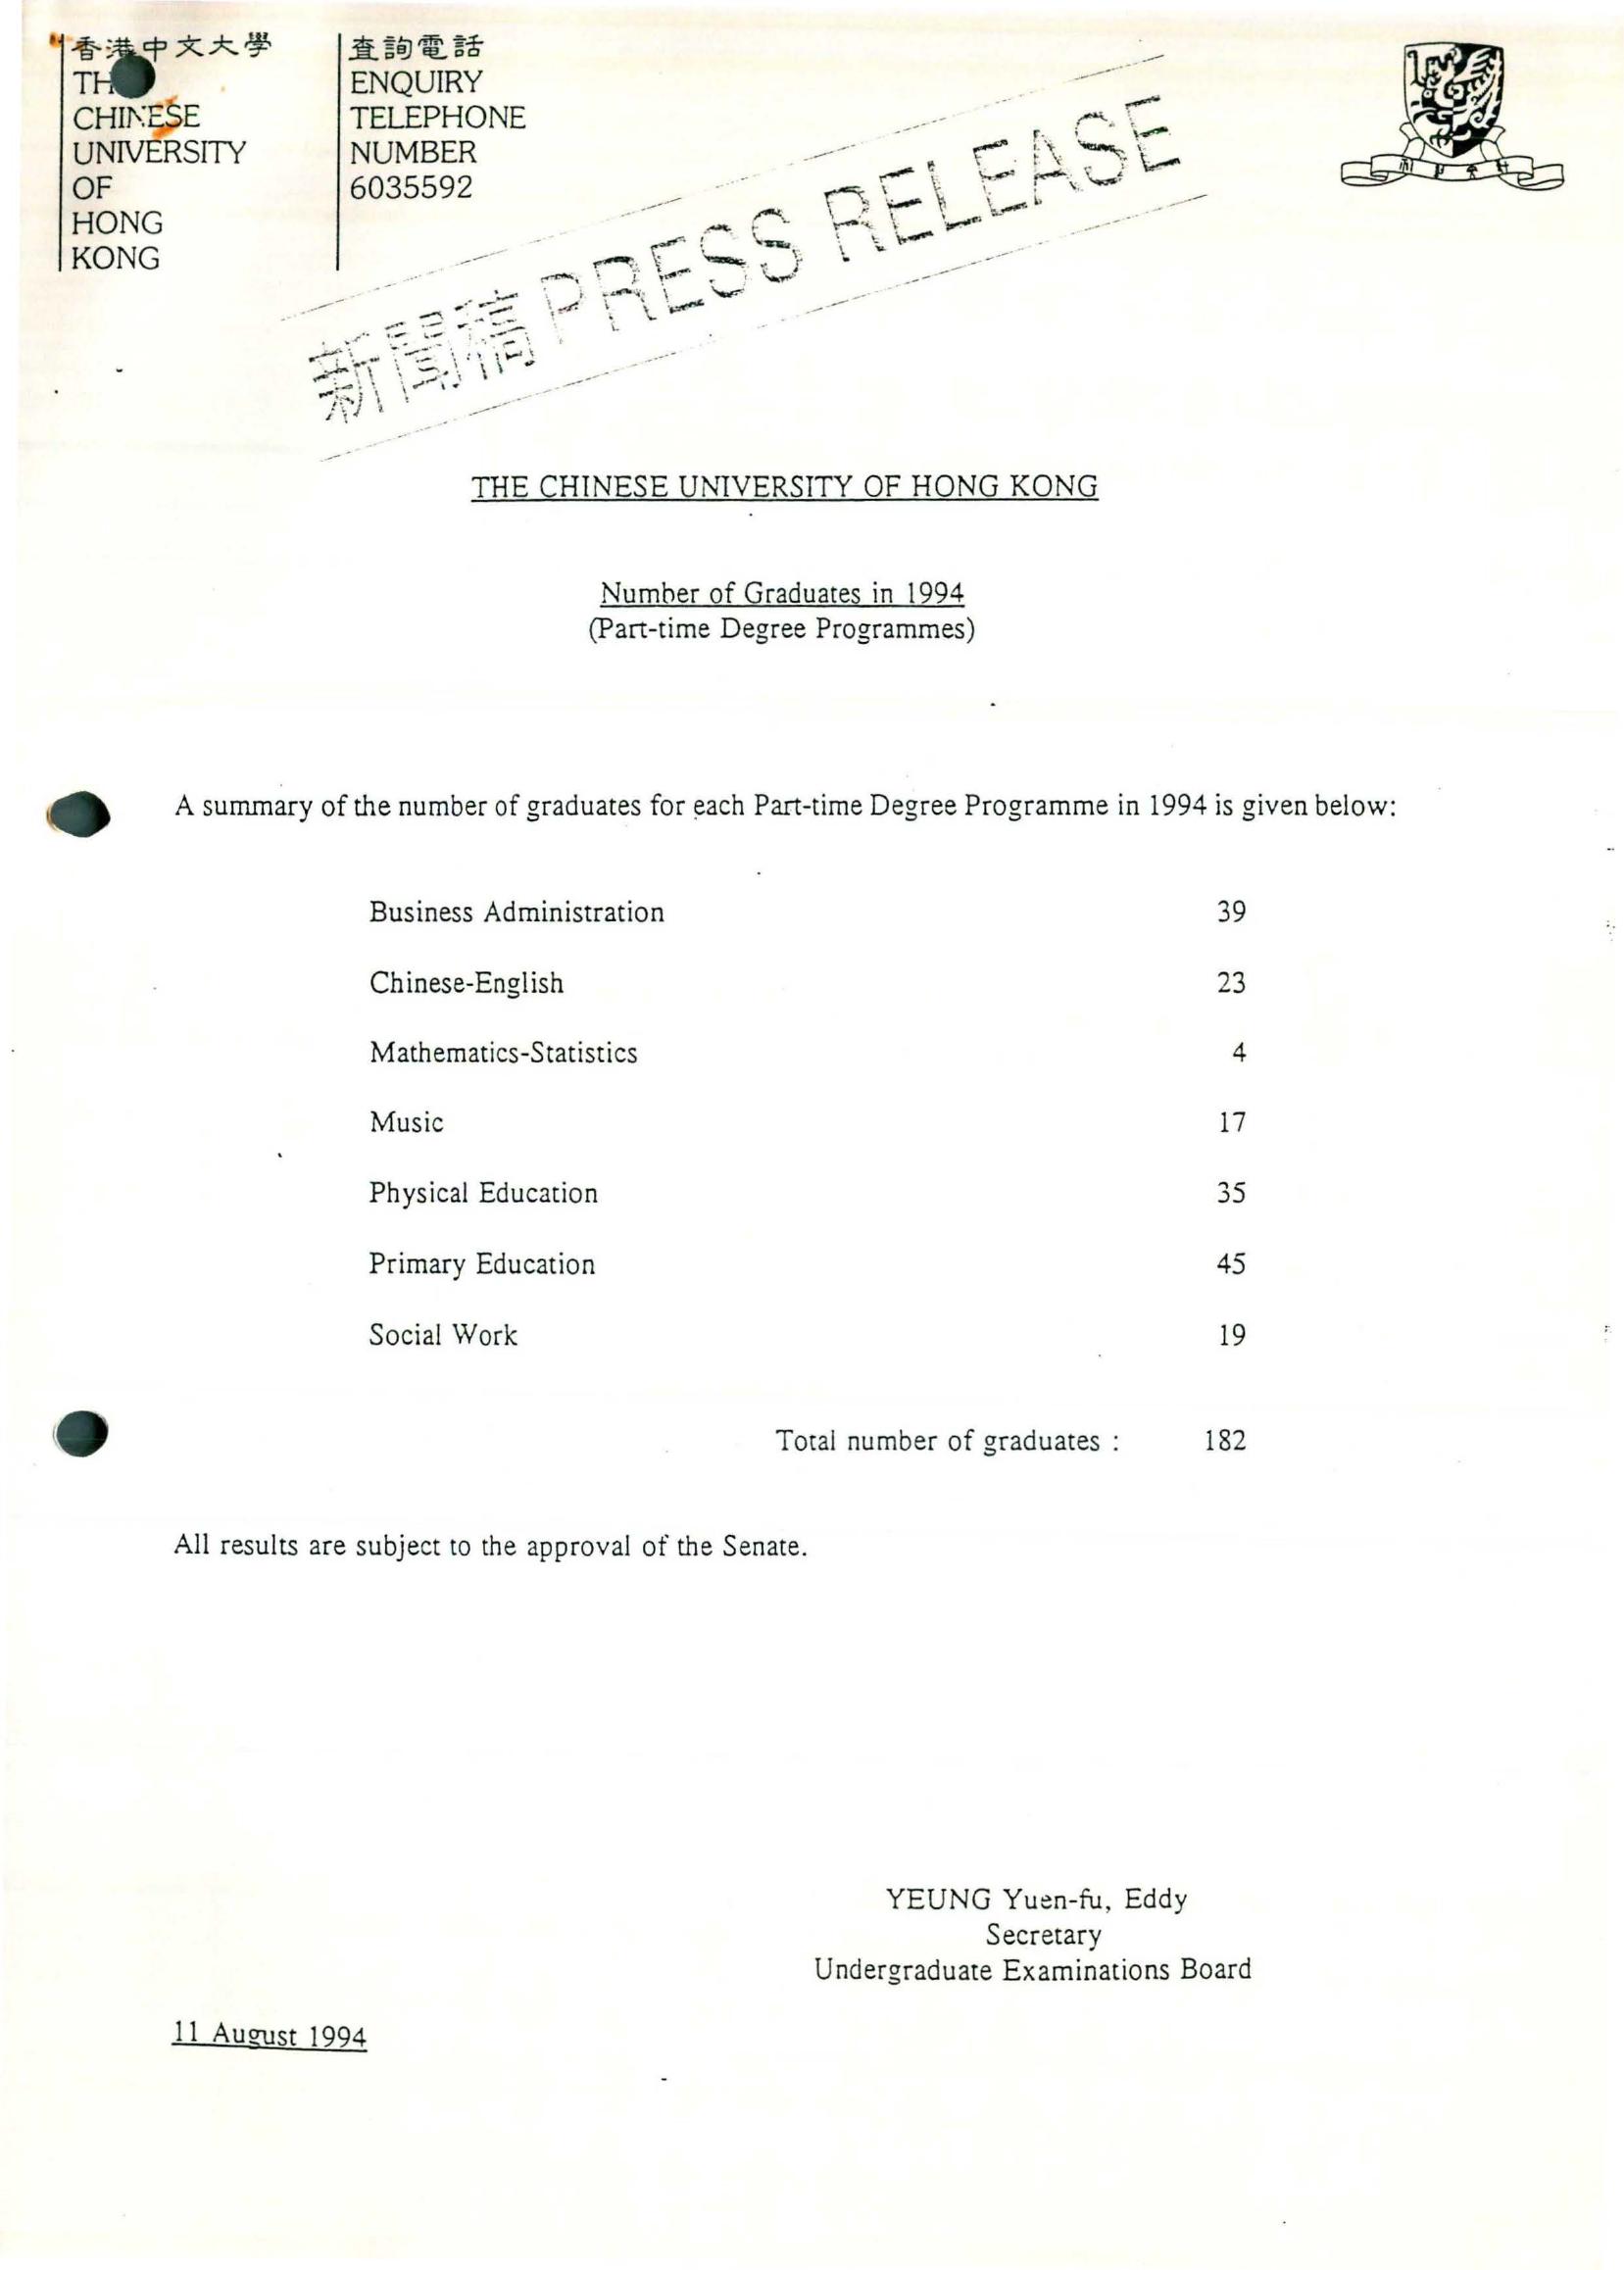 香港中文大學
THE
CHINESE
UNIVERSITY
OF
HONG
KONG
查詢電話
ENQUIRY
TELEPHONE
NUMBER
6035592
新聞稿 PRESS RELEASE
THE CHINESE UNIVERSITY OF HONG KONG
Number of Graduates in 1994
(Part-time Degree Programmes)
A summary of the number of graduates for each Part-time Degree Programme in 1994 is given below:
Business Administration 39
Chinese-English 23
Mathematics-Statistics 4
Music 17
Physical Education 35
Primary Education 45
Social Work 19
Total number of graduates : 182
All results are subject to the approval of the Senate.
YEUNG Yuen-fu, Eddy
Secretary
Undergraduate Examinations Board
11 August 1994